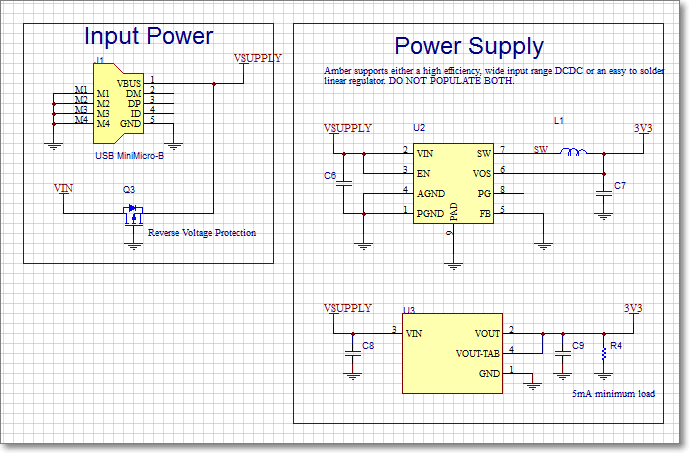 Input Power
J1
VSUPPLY
VBUS 1
M1 M1 DM 2
M2 M2 DP 3
M3 M3 ID 4
M4 M4 GND 5
USB MiniMicro-B
VIN
Q3
Reverse Voltage Protection
Power Supply
Amber supports either a high efficiency, wide input range DCDC or an easy to solder
linear regulator. DO NOT POPULATE BOTH.
VSUPPLY U2 L1 3V3
2 VIN SW 7 SW
3 EN VOS 6
C6 C7
4 AGND PG 8
1 PGND FB 5
PAD
9
VSUPPLY U3 3V3
3 VIN VOUT 2
C8 VOUT-TAB 4 C9 R4
GND 1
5mA minimum load